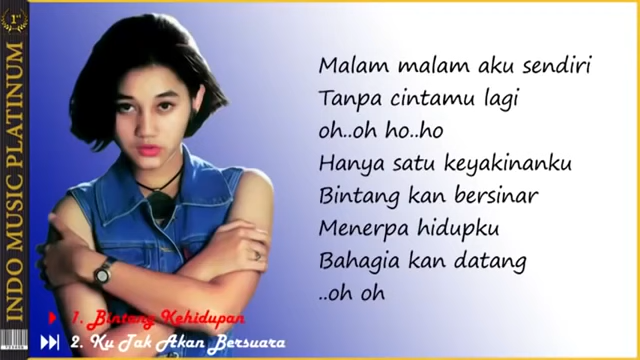 1st
INDO MUSIC PLATINUM
Malam malam aku sendiri
Tanpa cintamu lagi
oh..oh ho..ho
Hanya satu keyakinanku
Bintang kan bersinar
Menerpa hidupku
Bahagia kan datang
..oh oh
1. Bintang Kehidupan
2. Ku Tak Akan Bersuara